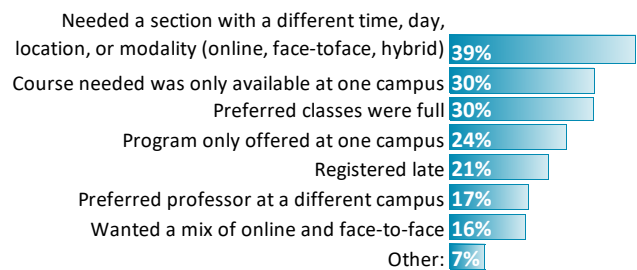 Needed a section with a different time, day,
location, or modality (online, face-toface, hybrid) 39%
Course needed was only available at one campus 30%
Preferred classes were full 30%
Program only offered at one campus 24%
Registered late 21%
Preferred professor at a different campus 17%
Wanted a mix of online and face-to-face 16%
Other: 7%